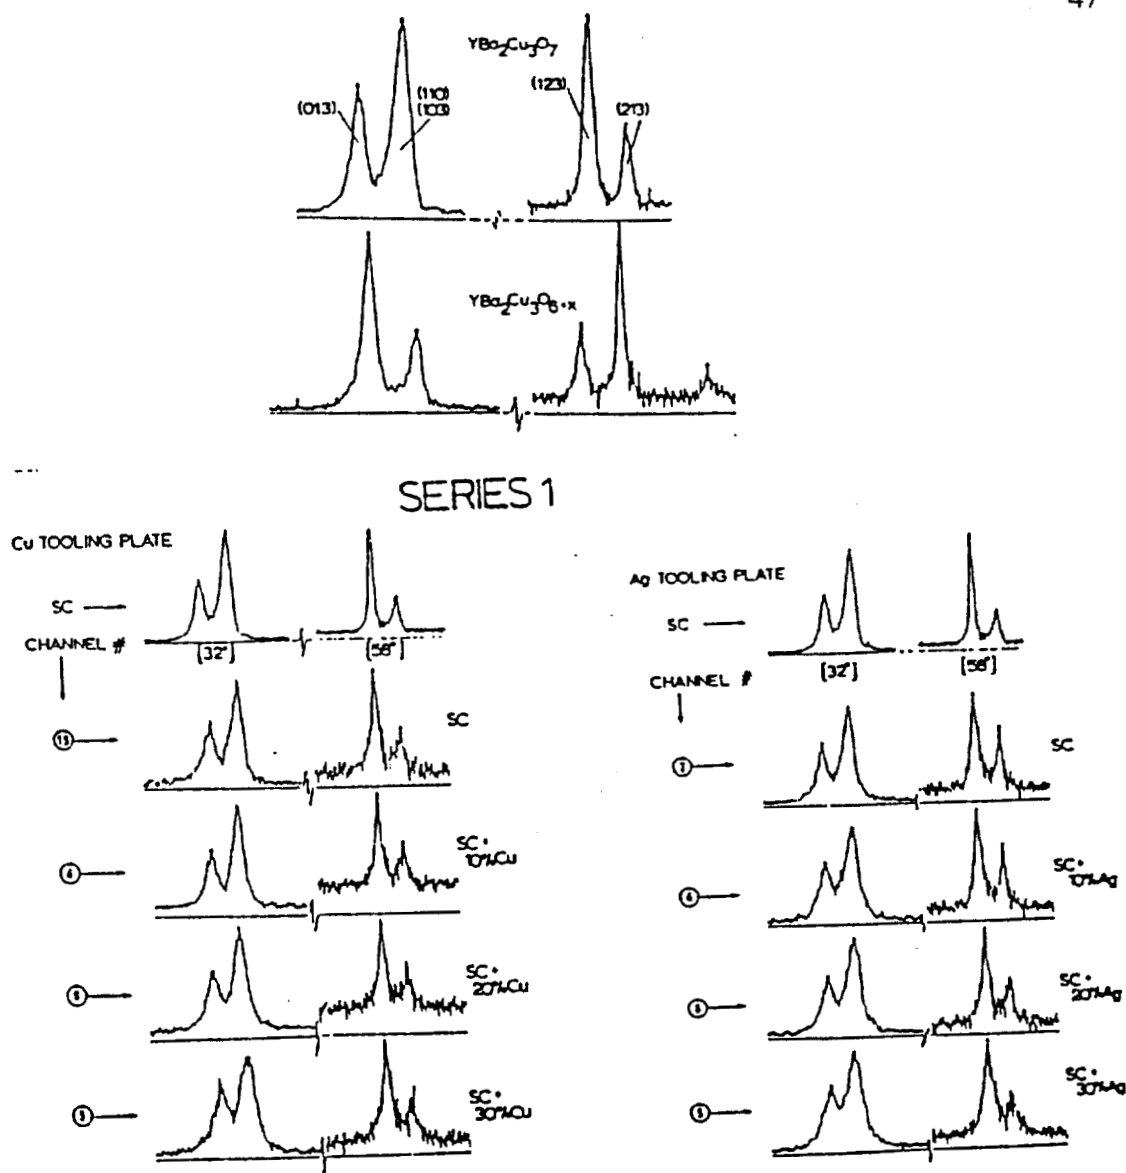 47
YBa2Cu3O7
(013)
(110)
(103)
(123)
(213)
YBa2Cu3O6+x
SERIES 1
Cu TOOLING PLATE
SC
CHANNEL #
[32°]
[58°]
SC
SC+
10%Cu
SC+
20%Cu
SC+
30%Cu
Ag TOOLING PLATE
SC
CHANNEL #
[32°]
[58°]
SC
SC+
10%Ag
SC+
20%Ag
SC+
30%Ag